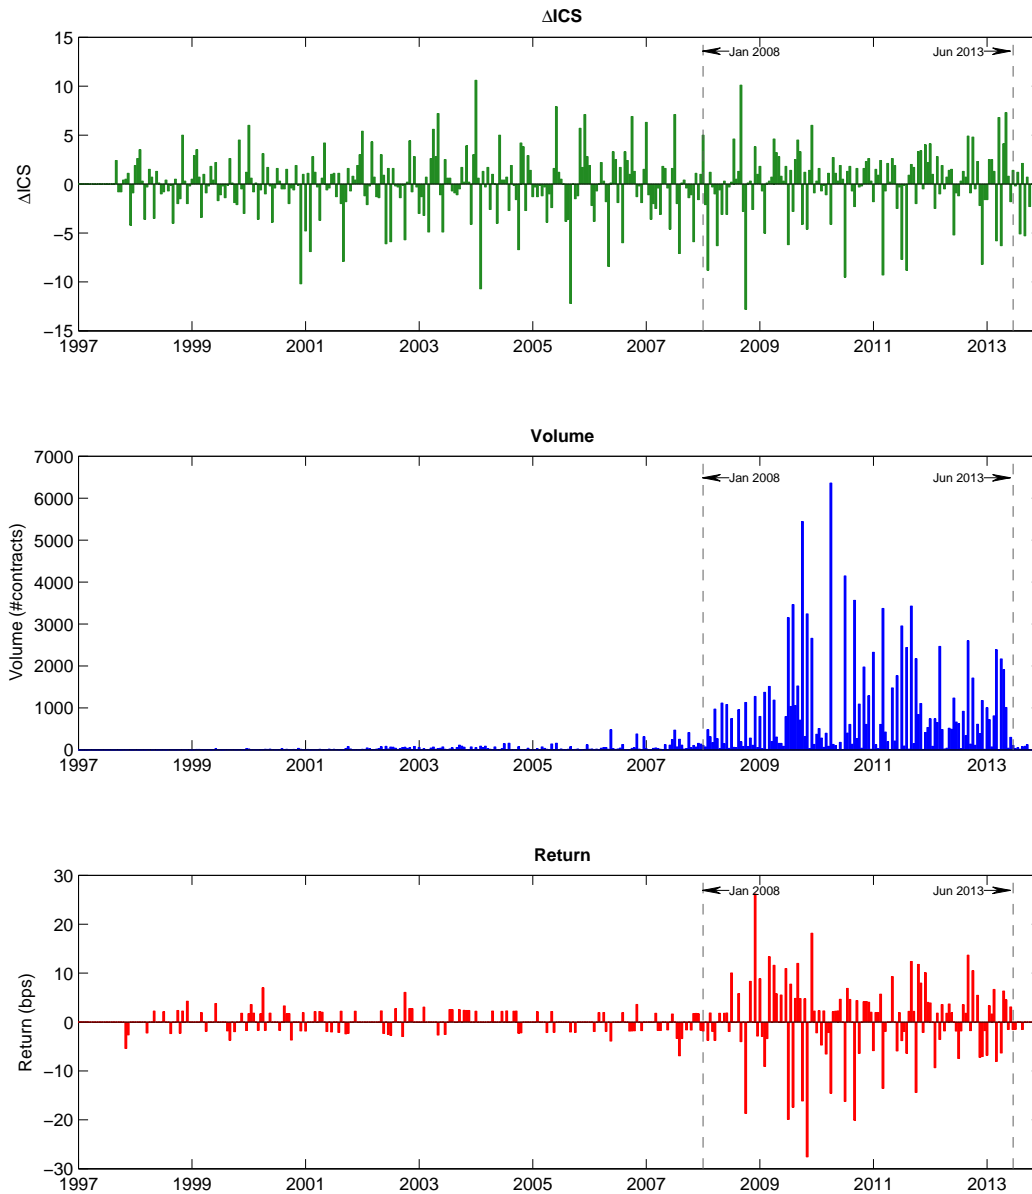 ΔICS
15
10
5
0
−5
−10
−15
ΔICS
Jan 2008
Jun 2013
1997 1999 2001 2003 2005 2007 2009 2011 2013
Volume
7000
6000
5000
4000
3000
2000
1000
0
Volume (#contracts)
Jan 2008
Jun 2013
1997 1999 2001 2003 2005 2007 2009 2011 2013
Return
30
20
10
0
−10
−20
−30
Return (bps)
Jan 2008
Jun 2013
1997 1999 2001 2003 2005 2007 2009 2011 2013